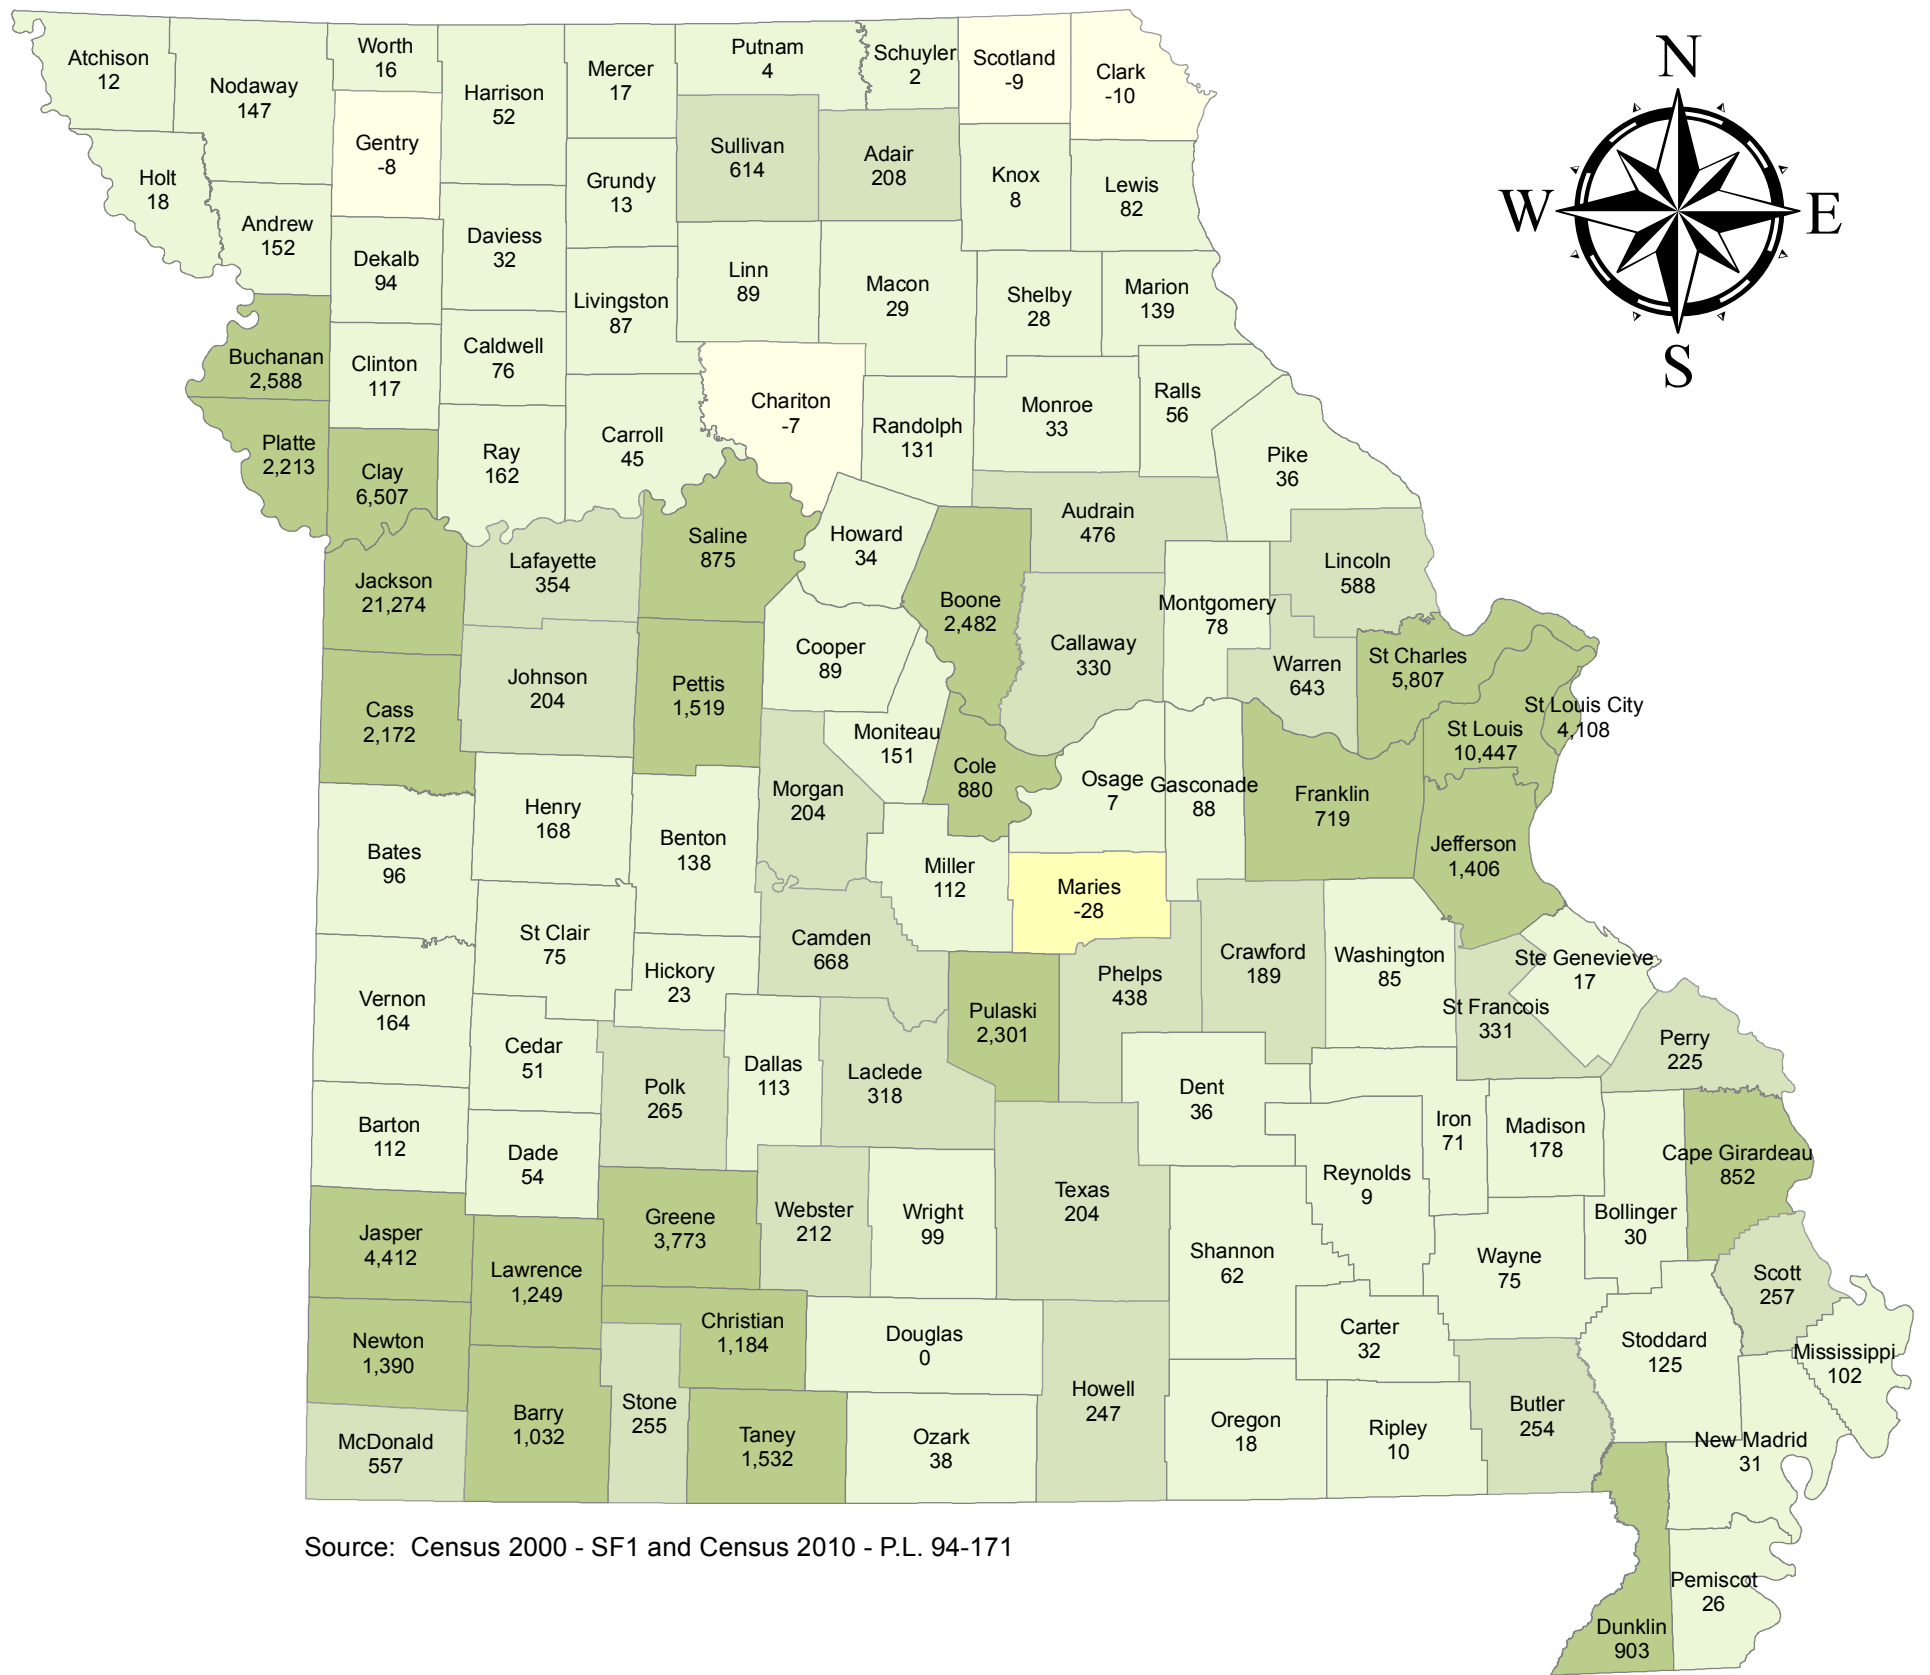 N
W
E
S
Atchison
12
Nodaway
147
Worth
16
Harrison
52
Mercer
17
Putnam
4
Schuyler
2
Scotland
-9
Clark
-10
Gentry
-8
Sullivan
614
Adair
208
Knox
8
Lewis
82
Holt
18
Andrew
152
Grundy
13
Dekalb
94
Daviess
32
Linn
89
Macon
29
Shelby
28
Marion
139
Livingston
87
Buchanan
2,588
Clinton
117
Caldwell
76
Chariton
-7
Randolph
131
Monroe
33
Ralls
56
Platte
2,213
Clay
6,507
Ray
162
Carroll
45
Pike
36
Audrain
476
Saline
875
Howard
34
Lafayette
354
Lincoln
588
Jackson
21,274
Boone
2,482
Montgomery
78
Callaway
330
Cooper
89
Warren
643
St Charles
5,807
Johnson
204
Pettis
1,519
St Louis City
4,108
Cass
2,172
Moniteau
151
St Louis
10,447
Cole
880
Osage
7
Gasconade
88
Franklin
719
Morgan
204
Henry
168
Benton
138
Jefferson
1,406
Bates
96
Miller
112
Maries
-28
St Clair
75
Camden
668
Crawford
189
Washington
85
Ste Genevieve
17
Hickory
23
Phelps
438
Vernon
164
Pulaski
2,301
St Francois
331
Perry
225
Cedar
51
Dallas
113
Laclede
318
Polk
265
Dent
36
Iron
71
Madison
178
Barton
112
Dade
54
Cape Girardeau
852
Reynolds
9
Texas
204
Jasper
4,412
Greene
3,773
Webster
212
Wright
99
Bollinger
30
Shannon
62
Wayne
75
Lawrence
1,249
Scott
257
Newton
1,390
Christian
1,184
Douglas
0
Carter
32
Stoddard
125
Mississippi
102
Howell
247
McDonald
557
Barry
1,032
Stone
255
Taney
1,532
Ozark
38
Oregon
18
Ripley
10
Butler
254
New Madrid
31
Source: Census 2000 - SF1 and Census 2010 - P.L. 94-171
Pemiscot
26
Dunklin
903